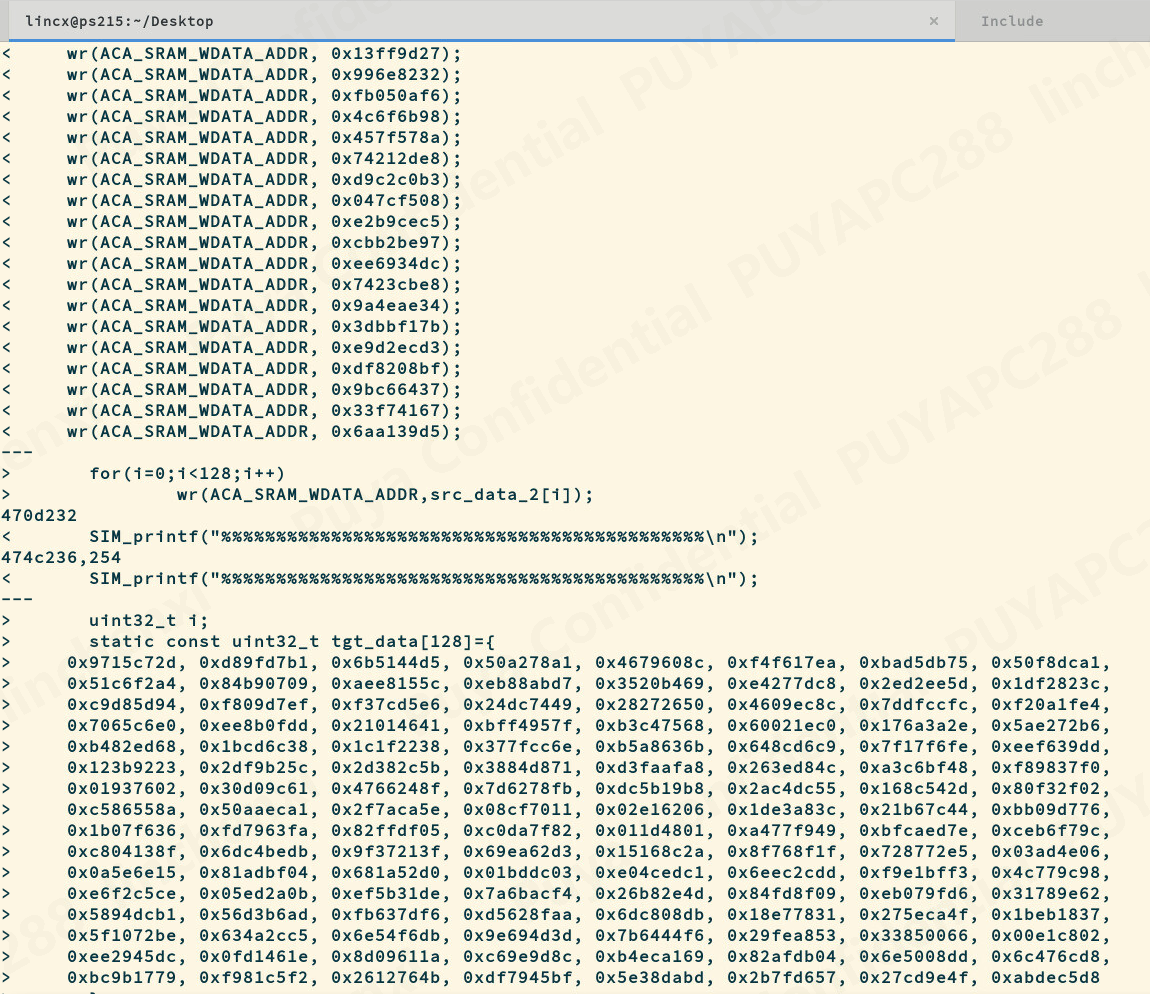 lincx@ps215:~/Desktop × Include
< wr(ACA_SRAM_WDATA_ADDR, 0x13ff9d27);
< wr(ACA_SRAM_WDATA_ADDR, 0x996e8232);
< wr(ACA_SRAM_WDATA_ADDR, 0xfb050af6);
< wr(ACA_SRAM_WDATA_ADDR, 0x4c6f6b98);
< wr(ACA_SRAM_WDATA_ADDR, 0x457f578a);
< wr(ACA_SRAM_WDATA_ADDR, 0x74212de8);
< wr(ACA_SRAM_WDATA_ADDR, 0xd9c2c0b3);
< wr(ACA_SRAM_WDATA_ADDR, 0x047cf508);
< wr(ACA_SRAM_WDATA_ADDR, 0xe2b9cec5);
< wr(ACA_SRAM_WDATA_ADDR, 0xcbb2be97);
< wr(ACA_SRAM_WDATA_ADDR, 0xee6934dc);
< wr(ACA_SRAM_WDATA_ADDR, 0x7423cbe8);
< wr(ACA_SRAM_WDATA_ADDR, 0x9a4eae34);
< wr(ACA_SRAM_WDATA_ADDR, 0x3dbbf17b);
< wr(ACA_SRAM_WDATA_ADDR, 0xe9d2ecd3);
< wr(ACA_SRAM_WDATA_ADDR, 0xdf8208bf);
< wr(ACA_SRAM_WDATA_ADDR, 0x9bc66437);
< wr(ACA_SRAM_WDATA_ADDR, 0x33f74167);
< wr(ACA_SRAM_WDATA_ADDR, 0x6aa139d5);
---
> for(i=0;i<128;i++)
> wr(ACA_SRAM_WDATA_ADDR,src_data_2[i]);
470d232
< SIM_printf("%%%%%%%%%%%%%%%%%%%%%%%%%%%%%%%%%%%%%%%%%%%%\n");
474c236,254
< SIM_printf("%%%%%%%%%%%%%%%%%%%%%%%%%%%%%%%%%%%%%%%%%%%%\n");
---
> uint32_t i;
> static const uint32_t tgt_data[128]={
> 0x9715c72d, 0xd89fd7b1, 0x6b5144d5, 0x50a278a1, 0x4679608c, 0xf4f617ea, 0xbad5db75, 0x50f8dca1,
> 0x51c6f2a4, 0x84b90709, 0xaee8155c, 0xeb88abd7, 0x3520b469, 0xe4277dc8, 0x2ed2ee5d, 0x1df2823c,
> 0xc9d85d94, 0xf809d7ef, 0xf37cd5e6, 0x24dc7449, 0x28272650, 0x4609ec8c, 0x7ddfccfc, 0xf20a1fe4,
> 0x7065c6e0, 0xee8b0fdd, 0x21014641, 0xbff4957f, 0xb3c47568, 0x60021ec0, 0x176a3a2e, 0x5ae272b6,
> 0xb482ed68, 0x1bcd6c38, 0x1c1f2238, 0x377fcc6e, 0xb5a8636b, 0x648cd6c9, 0x7f17f6fe, 0xeef639dd,
> 0x123b9223, 0x2df9b25c, 0x2d382c5b, 0x3884d871, 0xd3faafa8, 0x263ed84c, 0xa3c6bf48, 0xf89837f0,
> 0x01937602, 0x30d09c61, 0x4766248f, 0x7d6278fb, 0xdc5b19b8, 0x2ac4dc55, 0x168c542d, 0x80f32f02,
> 0xc586558a, 0x50aaeca1, 0x2f7aca5e, 0x08cf7011, 0x02e16206, 0x1de3a83c, 0x21b67c44, 0xbb09d776,
> 0x1b07f636, 0xfd7963fa, 0x82ffdf05, 0xc0da7f82, 0x011d4801, 0xa477f949, 0xbfcaed7e, 0xceb6f79c,
> 0xc804138f, 0x6dc4bedb, 0x9f37213f, 0x69ea62d3, 0x15168c2a, 0x8f768f1f, 0x728772e5, 0x03ad4e06,
> 0x0a5e6e15, 0x81adbf04, 0x681a52d0, 0x01bddc03, 0xe04cedc1, 0x6eec2cdd, 0xf9e1bff3, 0x4c779c98,
> 0xe6f2c5ce, 0x05ed2a0b, 0xef5b31de, 0x7a6bacf4, 0x26b82e4d, 0x84fd8f09, 0xeb079fd6, 0x31789e62,
> 0x5894dcb1, 0x56d3b6ad, 0xfb637df6, 0xd5628faa, 0x6dc808db, 0x18e77831, 0x275eca4f, 0x1beb1837,
> 0x5f1072be, 0x634a2cc5, 0x6e54f6db, 0x9e694d3d, 0x7b6444f6, 0x29fea853, 0x33850066, 0x00e1c802,
> 0xee2945dc, 0x0fd1461e, 0x8d09611a, 0xc69e9d8c, 0xb4eca169, 0x82afdb04, 0x6e5008dd, 0x6c476cd8,
> 0xbc9b1779, 0xf981c5f2, 0x2612764b, 0xdf7945bf, 0x5e38dabd, 0x2b7fd657, 0x27cd9e4f, 0xabdec5d8
Puya Confidential PUYAPC288